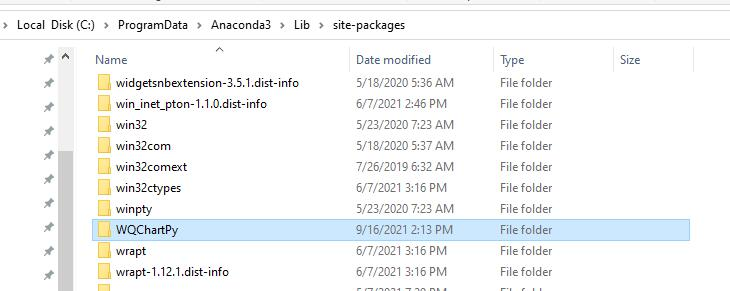 Local Disk (C:) > ProgramData > Anaconda3 > Lib > site-packages
Name Date modified Type Size
widgetsnbextension-3.5.1.dist-info 5/18/2020 5:36 AM File folder
win_inet_pton-1.1.0.dist-info 6/7/2021 2:46 PM File folder
win32 5/23/2020 7:23 AM File folder
win32com 5/18/2020 5:37 AM File folder
win32comext 7/26/2019 6:32 AM File folder
win32ctypes 6/7/2021 3:16 PM File folder
winpty 5/23/2020 7:23 AM File folder
WQChartPy 9/16/2021 2:13 PM File folder
wrapt 6/7/2021 3:16 PM File folder
wrapt-1.12.1.dist-info 6/7/2021 3:16 PM File folder